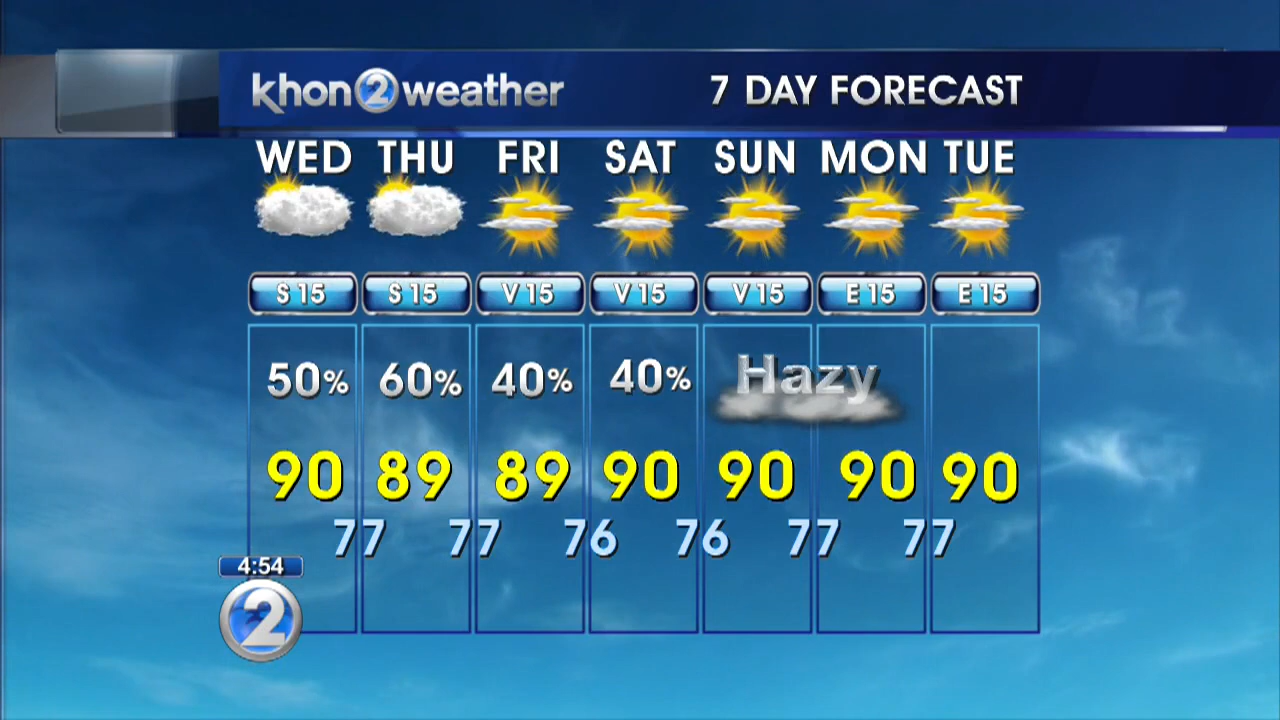 khon2weather 7 DAY FORECAST
WED THU FRI SAT SUN MON TUE
S 15 S 15 V 15 V 15 V 15 E 15 E 15
50% 60% 40% 40% Hazy
90 89 89 90 90 90 90
77 77 76 76 77 77
4:54
2